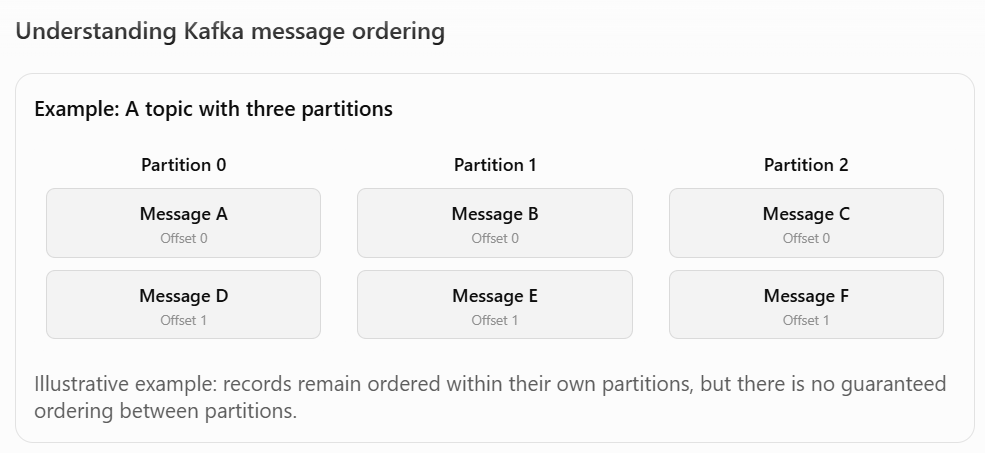 Understanding Kafka message ordering
Example: A topic with three partitions
Partition 0
Partition 1
Partition 2
Message A
Offset 0
Message B
Offset 0
Message C
Offset 0
Message D
Offset 1
Message E
Offset 1
Message F
Offset 1
Illustrative example: records remain ordered within their own partitions, but there is no guaranteed
ordering between partitions.